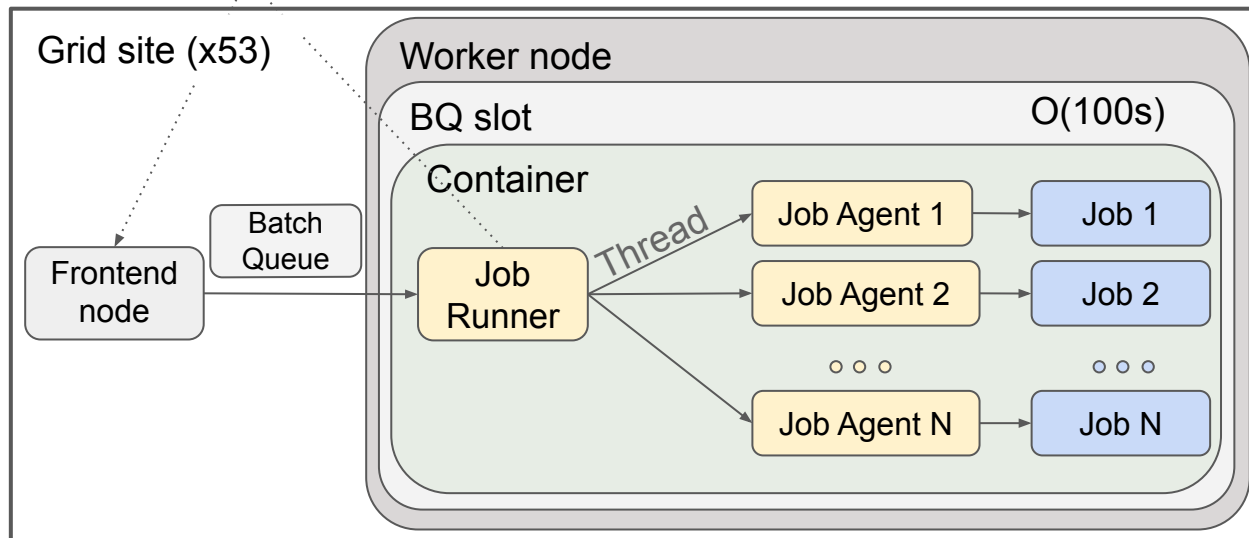 Grid site (x53)
Worker node
BQ slot
O(100s)
Container
Batch
Queue
Frontend
node
Job
Runner
Thread
Job Agent 1
Job 1
Job Agent 2
Job 2
Job Agent N
Job N